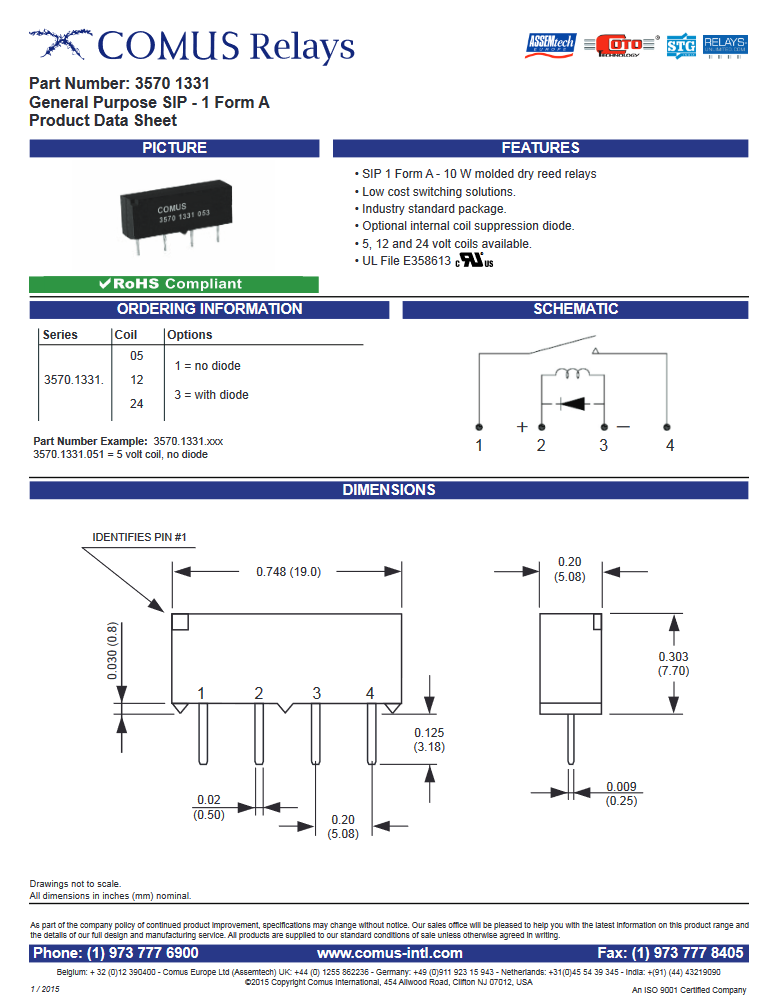 COMUS Relays
ASSEMtech
EUROPE
COTO
TECHNOLOGY
®
STG
RELAYS-
UNLIMITED.COM
Part Number: 3570 1331
General Purpose SIP - 1 Form A
Product Data Sheet
PICTURE
FEATURES
COMUS
3570 1331 053
• SIP 1 Form A - 10 W molded dry reed relays
• Low cost switching solutions.
• Industry standard package.
• Optional internal coil suppression diode.
• 5, 12 and 24 volt coils available.
• UL File E358613 c RU US
✔RoHS Compliant
ORDERING INFORMATION
SCHEMATIC
Series Coil Options
3570.1331.
05
12
24
1 = no diode
3 = with diode
Part Number Example: 3570.1331.xxx
3570.1331.051 = 5 volt coil, no diode
+ −
1 2 3 4
DIMENSIONS
IDENTIFIES PIN #1
0.748 (19.0)
0.20
(5.08)
0.030 (0.8)
1 2 3 4
0.303
(7.70)
0.125
(3.18)
0.02
(0.50)
0.20
(5.08)
0.009
(0.25)
Drawings not to scale.
All dimensions in inches (mm) nominal.
As part of the company policy of continued product improvement, specifications may change without notice. Our sales office will be pleased to help you with the latest information on this product range and
the details of our full design and manufacturing service. All products are supplied to our standard conditions of sale unless otherwise agreed in writing.
Phone: (1) 973 777 6900 www.comus-intl.com Fax: (1) 973 777 8405
Belgium: + 32 (0)12 390400 - Comus Europe Ltd (Assemtech) UK: +44 (0) 1255 862236 - Germany: +49 (0)911 923 15 943 - Netherlands: +31(0)45 54 39 345 - India: +(91) (44) 43219090
©2015 Copyright Comus International, 454 Allwood Road, Clifton NJ 07012, USA
1 / 2015
An ISO 9001 Certified Company